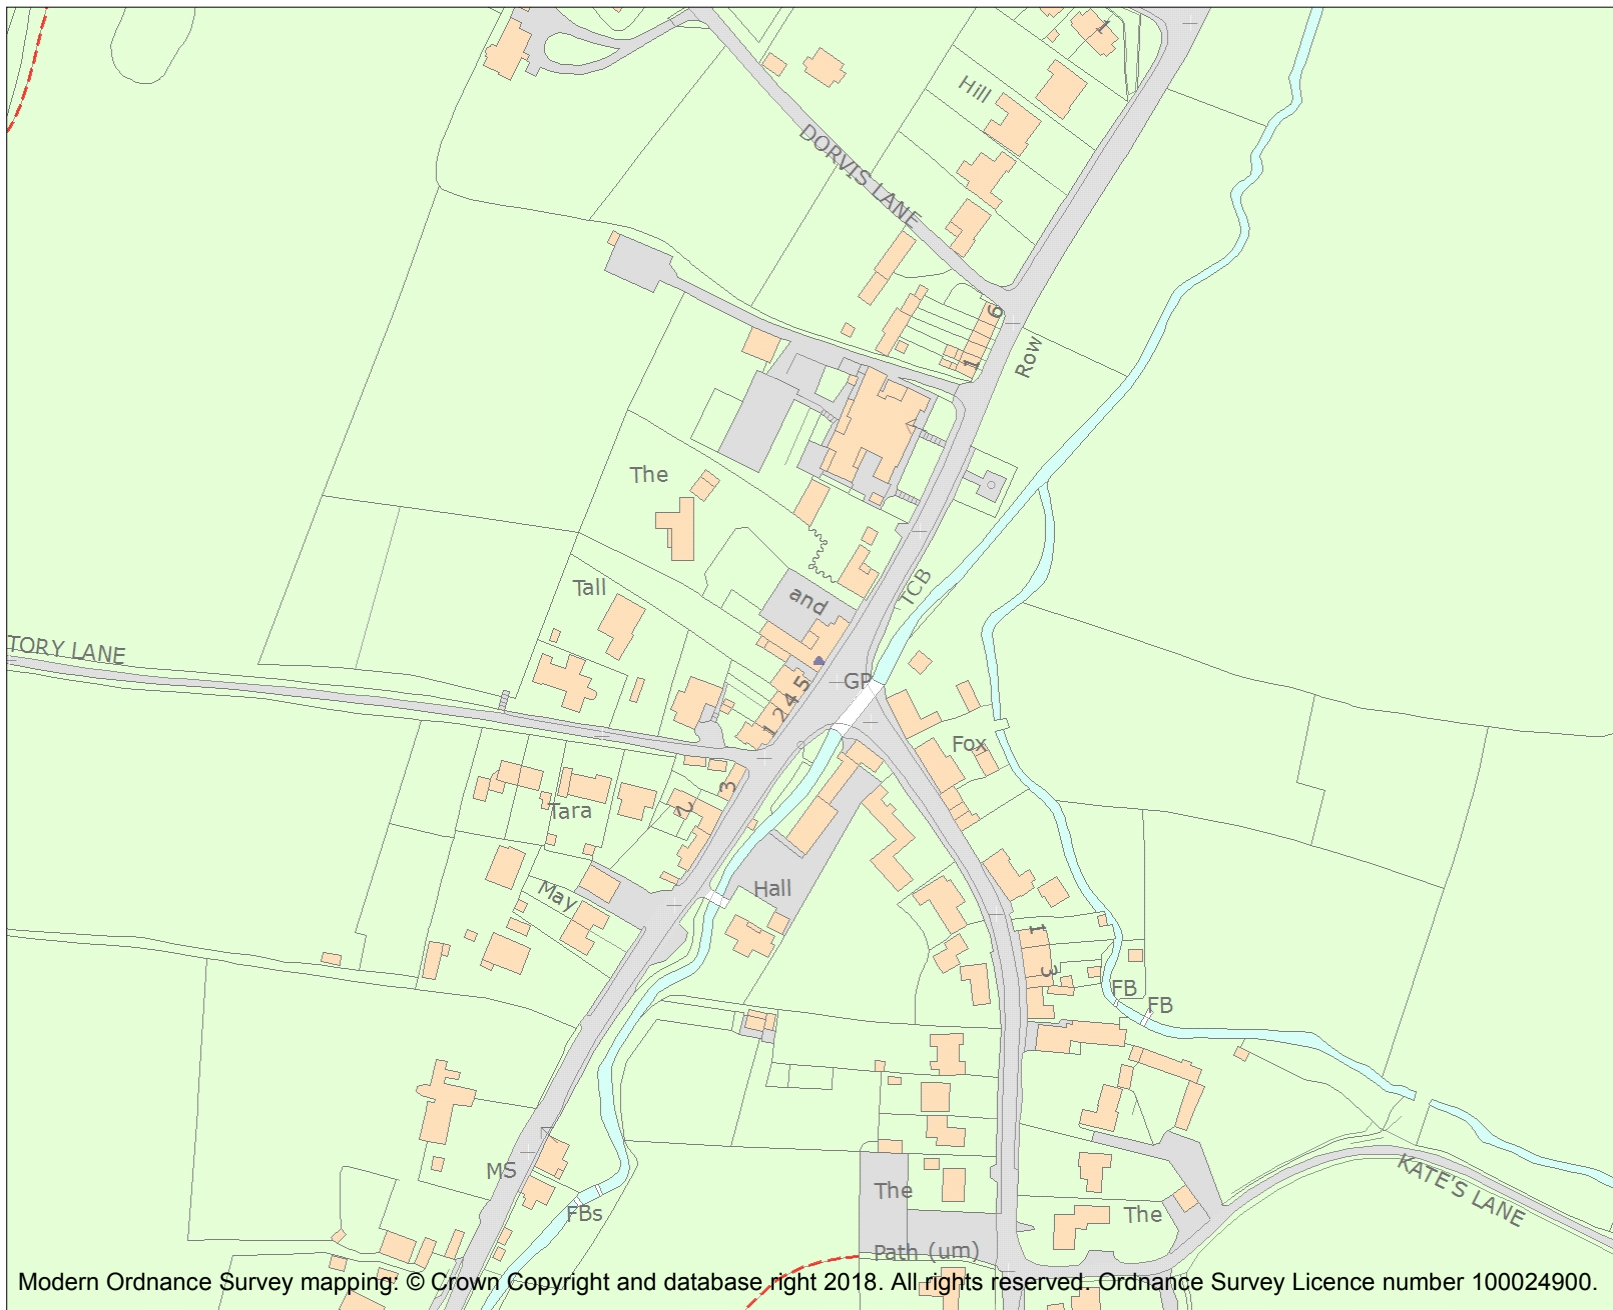 1
Hill
DORVIS LANE
6
Row
1
The
Tall
and
TCB
TORY LANE
GP
1 2 4 5
Fox
3
2
Tara
May
Hall
1
3
FB
FB
MS
FBs
The
The
KATE'S LANE
Path (um)
Modern Ordnance Survey mapping: © Crown Copyright and database right 2018. All rights reserved. Ordnance Survey Licence number 100024900.